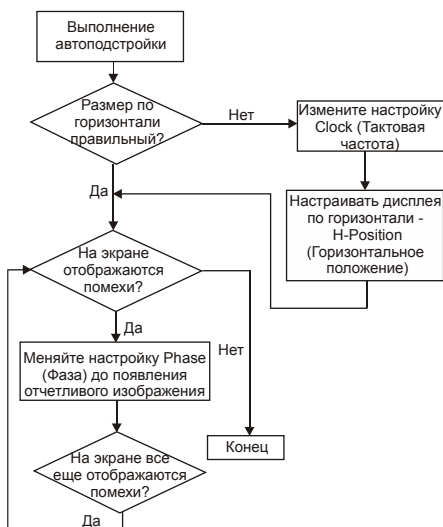 Выполнение
автоподстройки
Размер по
горизонтали
правильный?
Нет
Измените настройку
Clock (Тактовая
частота)
Да
Настраивать дисплея
по горизонтали -
H-Position
(Горизонтальное
положение)
На экране
отображаются
помехи?
Да
Нет
Меняйте настройку Phase
(Фаза) до появления
отчетливого изображения
Конец
На экране все
еще отображаются
помехи?
Да